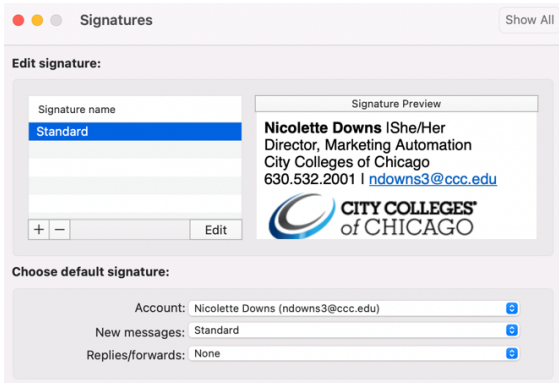 Signatures
Show All
Edit signature:
Signature name
Standard
Signature Preview
Nicolette Downs |She/Her
Director, Marketing Automation
City Colleges of Chicago
630.532.2001 | ndowns3@ccc.edu
CITY COLLEGES®
of CHICAGO
+ −
Edit
Choose default signature:
Account: Nicolette Downs (ndowns3@ccc.edu)
New messages: Standard
Replies/forwards: None